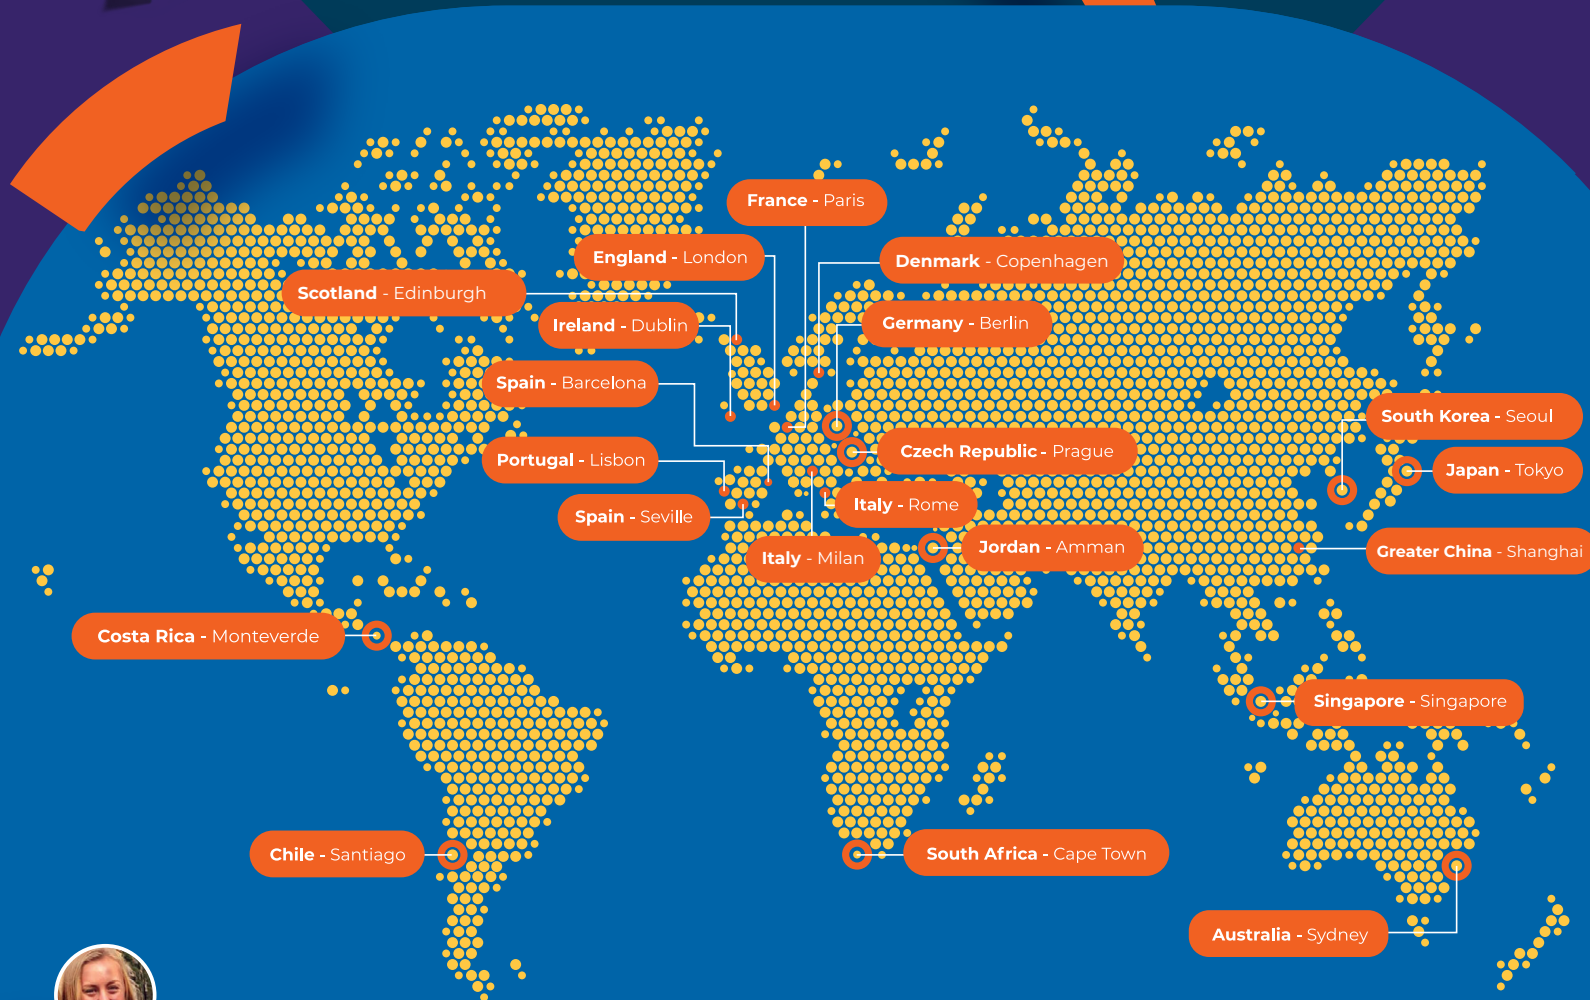 France - Paris
England - London
Denmark - Copenhagen
Scotland - Edinburgh
Ireland - Dublin
Germany - Berlin
Spain - Barcelona
South Korea - Seoul
Czech Republic - Prague
Portugal - Lisbon
Japan - Tokyo
Italy - Rome
Spain - Seville
Jordan - Amman
Greater China - Shanghai
Italy - Milan
Costa Rica - Monteverde
Singapore - Singapore
Chile - Santiago
South Africa - Cape Town
Australia - Sydney